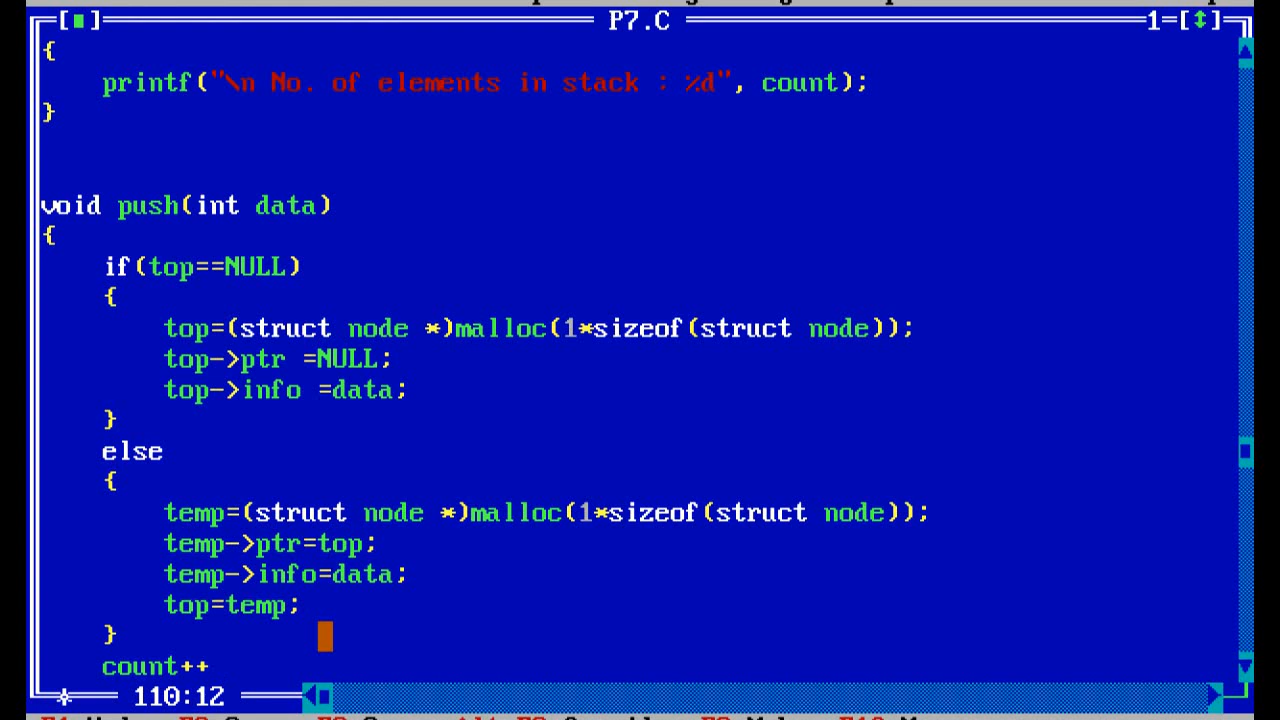 P7.C
1
{
printf("\n No. of elements in stack : %d", count);
}
void push(int data)
{
if(top==NULL)
{
top=(struct node *)malloc(1*sizeof(struct node));
top->ptr =NULL;
top->info =data;
}
else
{
temp=(struct node *)malloc(1*sizeof(struct node));
temp->ptr=top;
temp->info=data;
top=temp;
}
count++
110:12